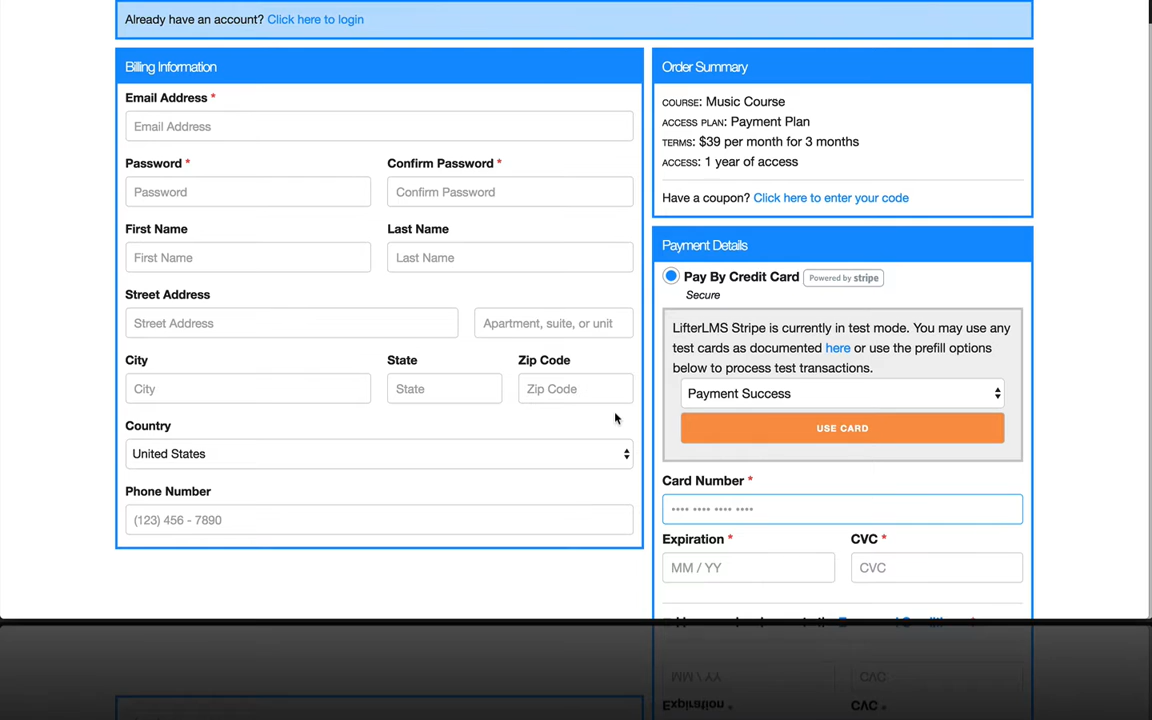 Already have an account? Click here to login
Billing Information
Email Address *
Email Address
Password *
Confirm Password *
Password
Confirm Password
First Name
Last Name
First Name
Last Name
Street Address
Street Address
Apartment, suite, or unit
City
State
Zip Code
City
State
Zip Code
Country
United States
Phone Number
(123) 456 - 7890
Order Summary
COURSE: Music Course
ACCESS PLAN: Payment Plan
TERMS: $39 per month for 3 months
ACCESS: 1 year of access
Have a coupon? Click here to enter your code
Payment Details
Pay By Credit Card Powered by stripe
Secure
LifterLMS Stripe is currently in test mode. You may use any
test cards as documented here or use the prefill options
below to process test transactions.
Payment Success
USE CARD
Card Number *
•••• •••• •••• ••••
Expiration *
CVC *
MM / YY
CVC